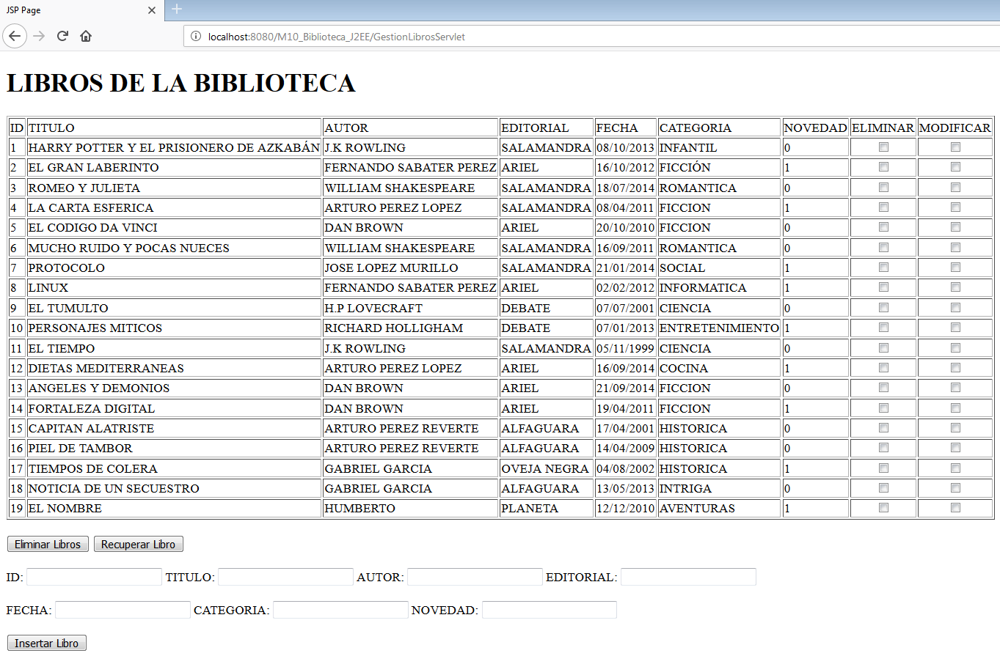 JSP Page
localhost:8080/M10_Biblioteca_J2EE/GestionLibrosServlet
LIBROS DE LA BIBLIOTECA
ID TITULO AUTOR EDITORIAL FECHA CATEGORIA NOVEDAD ELIMINAR MODIFICAR
1 HARRY POTTER Y EL PRISIONERO DE AZKABÁN J.K ROWLING SALAMANDRA 08/10/2013 INFANTIL 0
2 EL GRAN LABERINTO FERNANDO SABATER PEREZ ARIEL 16/10/2012 FICCIÓN 1
3 ROMEO Y JULIETA WILLIAM SHAKESPEARE SALAMANDRA 18/07/2014 ROMANTICA 0
4 LA CARTA ESFERICA ARTURO PEREZ LOPEZ SALAMANDRA 08/04/2011 FICCION 1
5 EL CODIGO DA VINCI DAN BROWN ARIEL 20/10/2010 FICCION 0
6 MUCHO RUIDO Y POCAS NUECES WILLIAM SHAKESPEARE SALAMANDRA 16/09/2011 ROMANTICA 0
7 PROTOCOLO JOSE LOPEZ MURILLO SALAMANDRA 21/01/2014 SOCIAL 1
8 LINUX FERNANDO SABATER PEREZ ARIEL 02/02/2012 INFORMATICA 1
9 EL TUMULTO H.P LOVECRAFT DEBATE 07/07/2001 CIENCIA 0
10 PERSONAJES MITICOS RICHARD HOLLIGHAM DEBATE 07/01/2013 ENTRETENIMIENTO 1
11 EL TIEMPO J.K ROWLING SALAMANDRA 05/11/1999 CIENCIA 0
12 DIETAS MEDITERRANEAS ARTURO PEREZ LOPEZ ARIEL 16/09/2014 COCINA 1
13 ANGELES Y DEMONIOS DAN BROWN ARIEL 21/09/2014 FICCION 0
14 FORTALEZA DIGITAL DAN BROWN ARIEL 19/04/2011 FICCION 1
15 CAPITAN ALATRISTE ARTURO PEREZ REVERTE ALFAGUARA 17/04/2001 HISTORICA 0
16 PIEL DE TAMBOR ARTURO PEREZ REVERTE ALFAGUARA 14/04/2009 HISTORICA 0
17 TIEMPOS DE COLERA GABRIEL GARCIA OVEJA NEGRA 04/08/2002 HISTORICA 1
18 NOTICIA DE UN SECUESTRO GABRIEL GARCIA ALFAGUARA 13/05/2013 INTRIGA 0
19 EL NOMBRE HUMBERTO PLANETA 12/12/2010 AVENTURAS 1
Eliminar Libros Recuperar Libro
ID: TITULO: AUTOR: EDITORIAL:
FECHA: CATEGORIA: NOVEDAD:
Insertar Libro